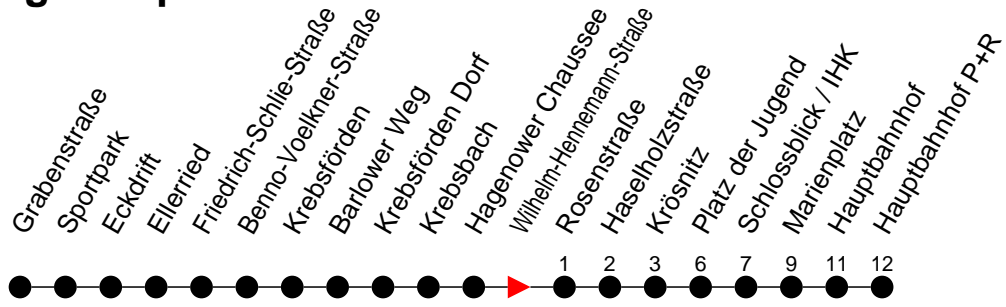 Grabenstraße
Sportpark
Eckdrift
Ellerried
Friedrich-Schlie-Straße
Benno-Voelkner-Straße
Krebsförden
Barlower Weg
Krebsförden Dorf
Krebsbach
Hagenower Chaussee
Wilhelm-Hennemann-Straße
Rosenstraße
Haselholzstraße
Krösnitz
Platz der Jugend
Schlossblick / IHK
Marienplatz
Hauptbahnhof
Hauptbahnhof P+R
1 2 3 6 7 9 11 12